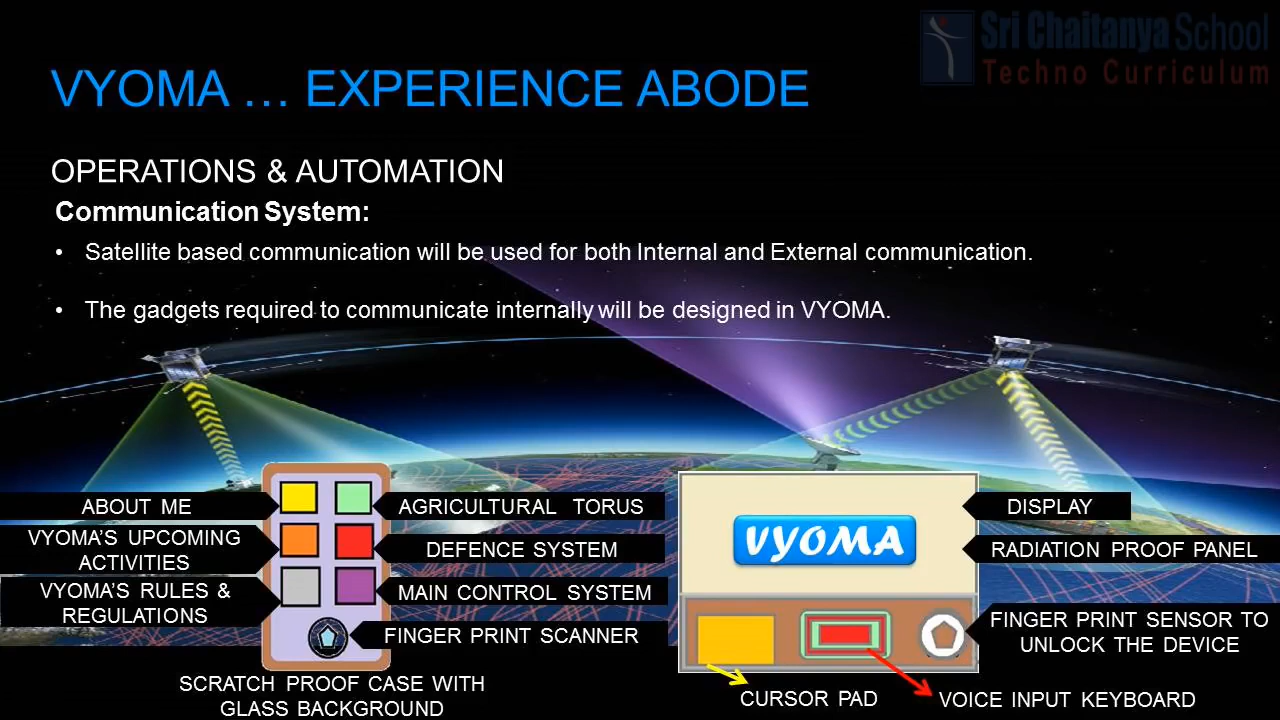 Sri Chaitanya School
Techno Curriculum
VYOMA ... EXPERIENCE ABODE
OPERATIONS & AUTOMATION
Communication System:
• Satellite based communication will be used for both Internal and External communication.
• The gadgets required to communicate internally will be designed in VYOMA.
ABOUT ME
VYOMA'S UPCOMING
ACTIVITIES
VYOMA'S RULES &
REGULATIONS
AGRICULTURAL TORUS
DEFENCE SYSTEM
MAIN CONTROL SYSTEM
FINGER PRINT SCANNER
SCRATCH PROOF CASE WITH
GLASS BACKGROUND
VYOMA
DISPLAY
RADIATION PROOF PANEL
FINGER PRINT SENSOR TO
UNLOCK THE DEVICE
CURSOR PAD
VOICE INPUT KEYBOARD